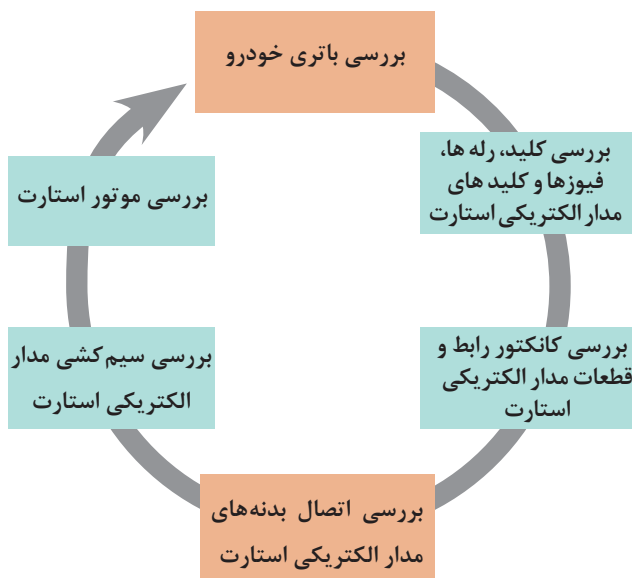 بررسی باتری خودرو
بررسی کلید، رله ها،
فیوزها و کلید های
مدار الکتریکی استارت
بررسی کانکتور رابط و
قطعات مدار الکتریکی
استارت
بررسی اتصال بدنه‌های
مدار الکتریکی استارت
بررسی سیم‌کشی مدار
الکتریکی استارت
بررسی موتور استارت